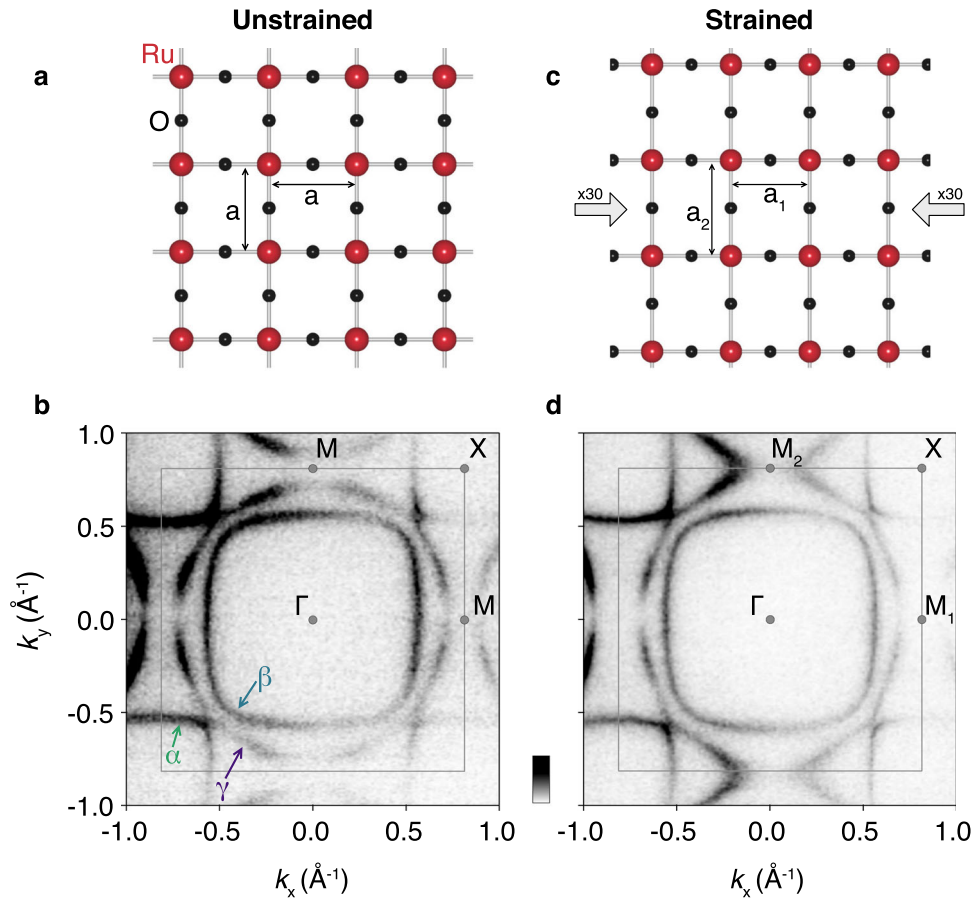 Unstrained
Strained
a
Ru
O
a
a
c
x30
x30
a1
a2
b
1.0
0.5
0.0
-0.5
-1.0
ky (Å-1)
M
X
Γ
M
β
α
γ
-1.0
-0.5
0.0
0.5
1.0
kx (Å-1)
d
M2
X
Γ
M1
-1.0
-0.5
0.0
0.5
1.0
kx (Å-1)